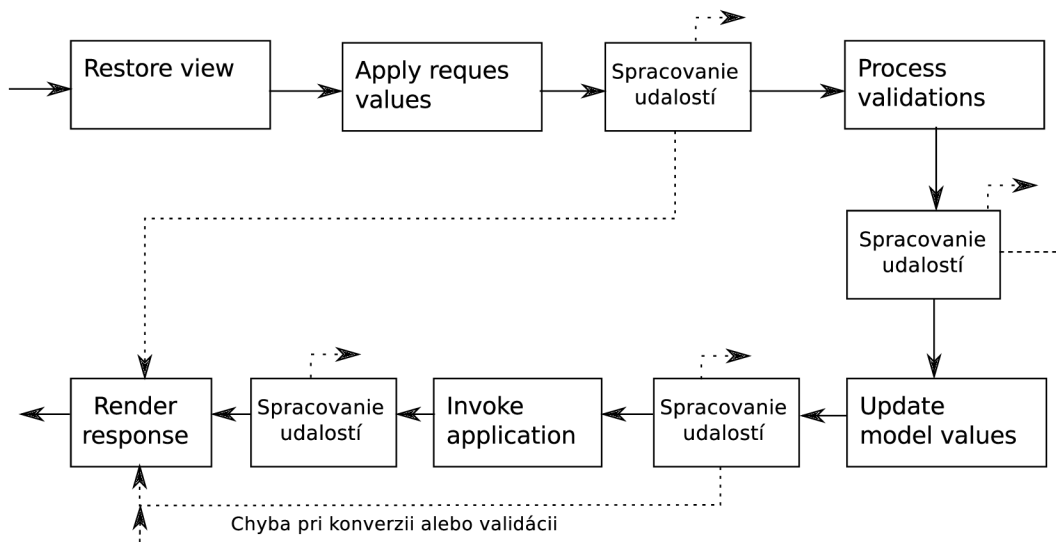 Restore view
Apply reques
values
Spracovanie
udalostí
Process
validations
Spracovanie
udalostí
Render
response
Spracovanie
udalostí
Invoke
application
Spracovanie
udalostí
Update
model values
Chyba pri konverzii alebo validácii